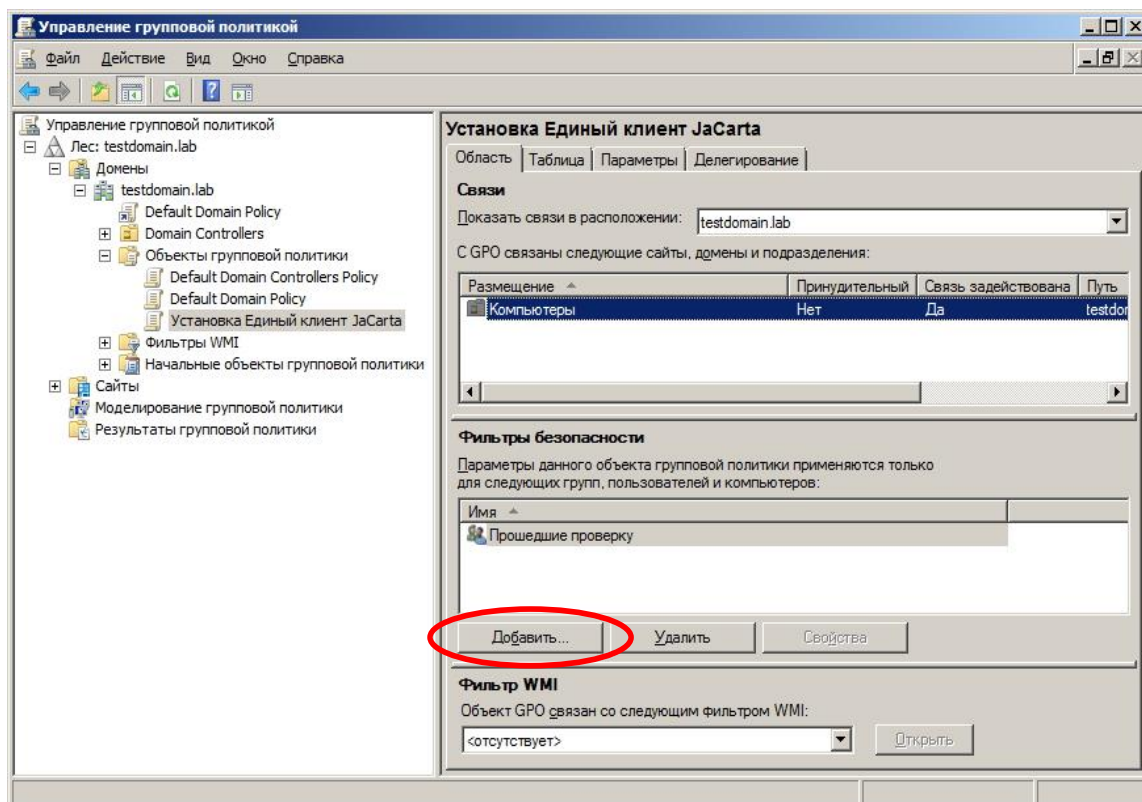 Управление групповой политикой
Файл Действие Вид Окно Справка
Управление групповой политикой
Лес: testdomain.lab
Домены
testdomain.lab
Default Domain Policy
Domain Controllers
Объекты групповой политики
Default Domain Controllers Policy
Default Domain Policy
Установка Единый клиент JaCarta
Фильтры WMI
Начальные объекты групповой политики
Сайты
Моделирование групповой политики
Результаты групповой политики
Установка Единый клиент JaCarta
Область Таблица Параметры Делегирование
Связи
Показать связи в расположении: testdomain.lab
С GPO связаны следующие сайты, домены и подразделения:
Размещение Принудительный Связь задействована Путь
Компьютеры Нет Да testdor
Фильтры безопасности
Параметры данного объекта групповой политики применяются только
для следующих групп, пользователей и компьютеров:
Имя
Прошедшие проверку
Добавить... Удалить Свойства
Фильтр WMI
Объект GPO связан со следующим фильтром WMI:
<отсутствует> Открыть